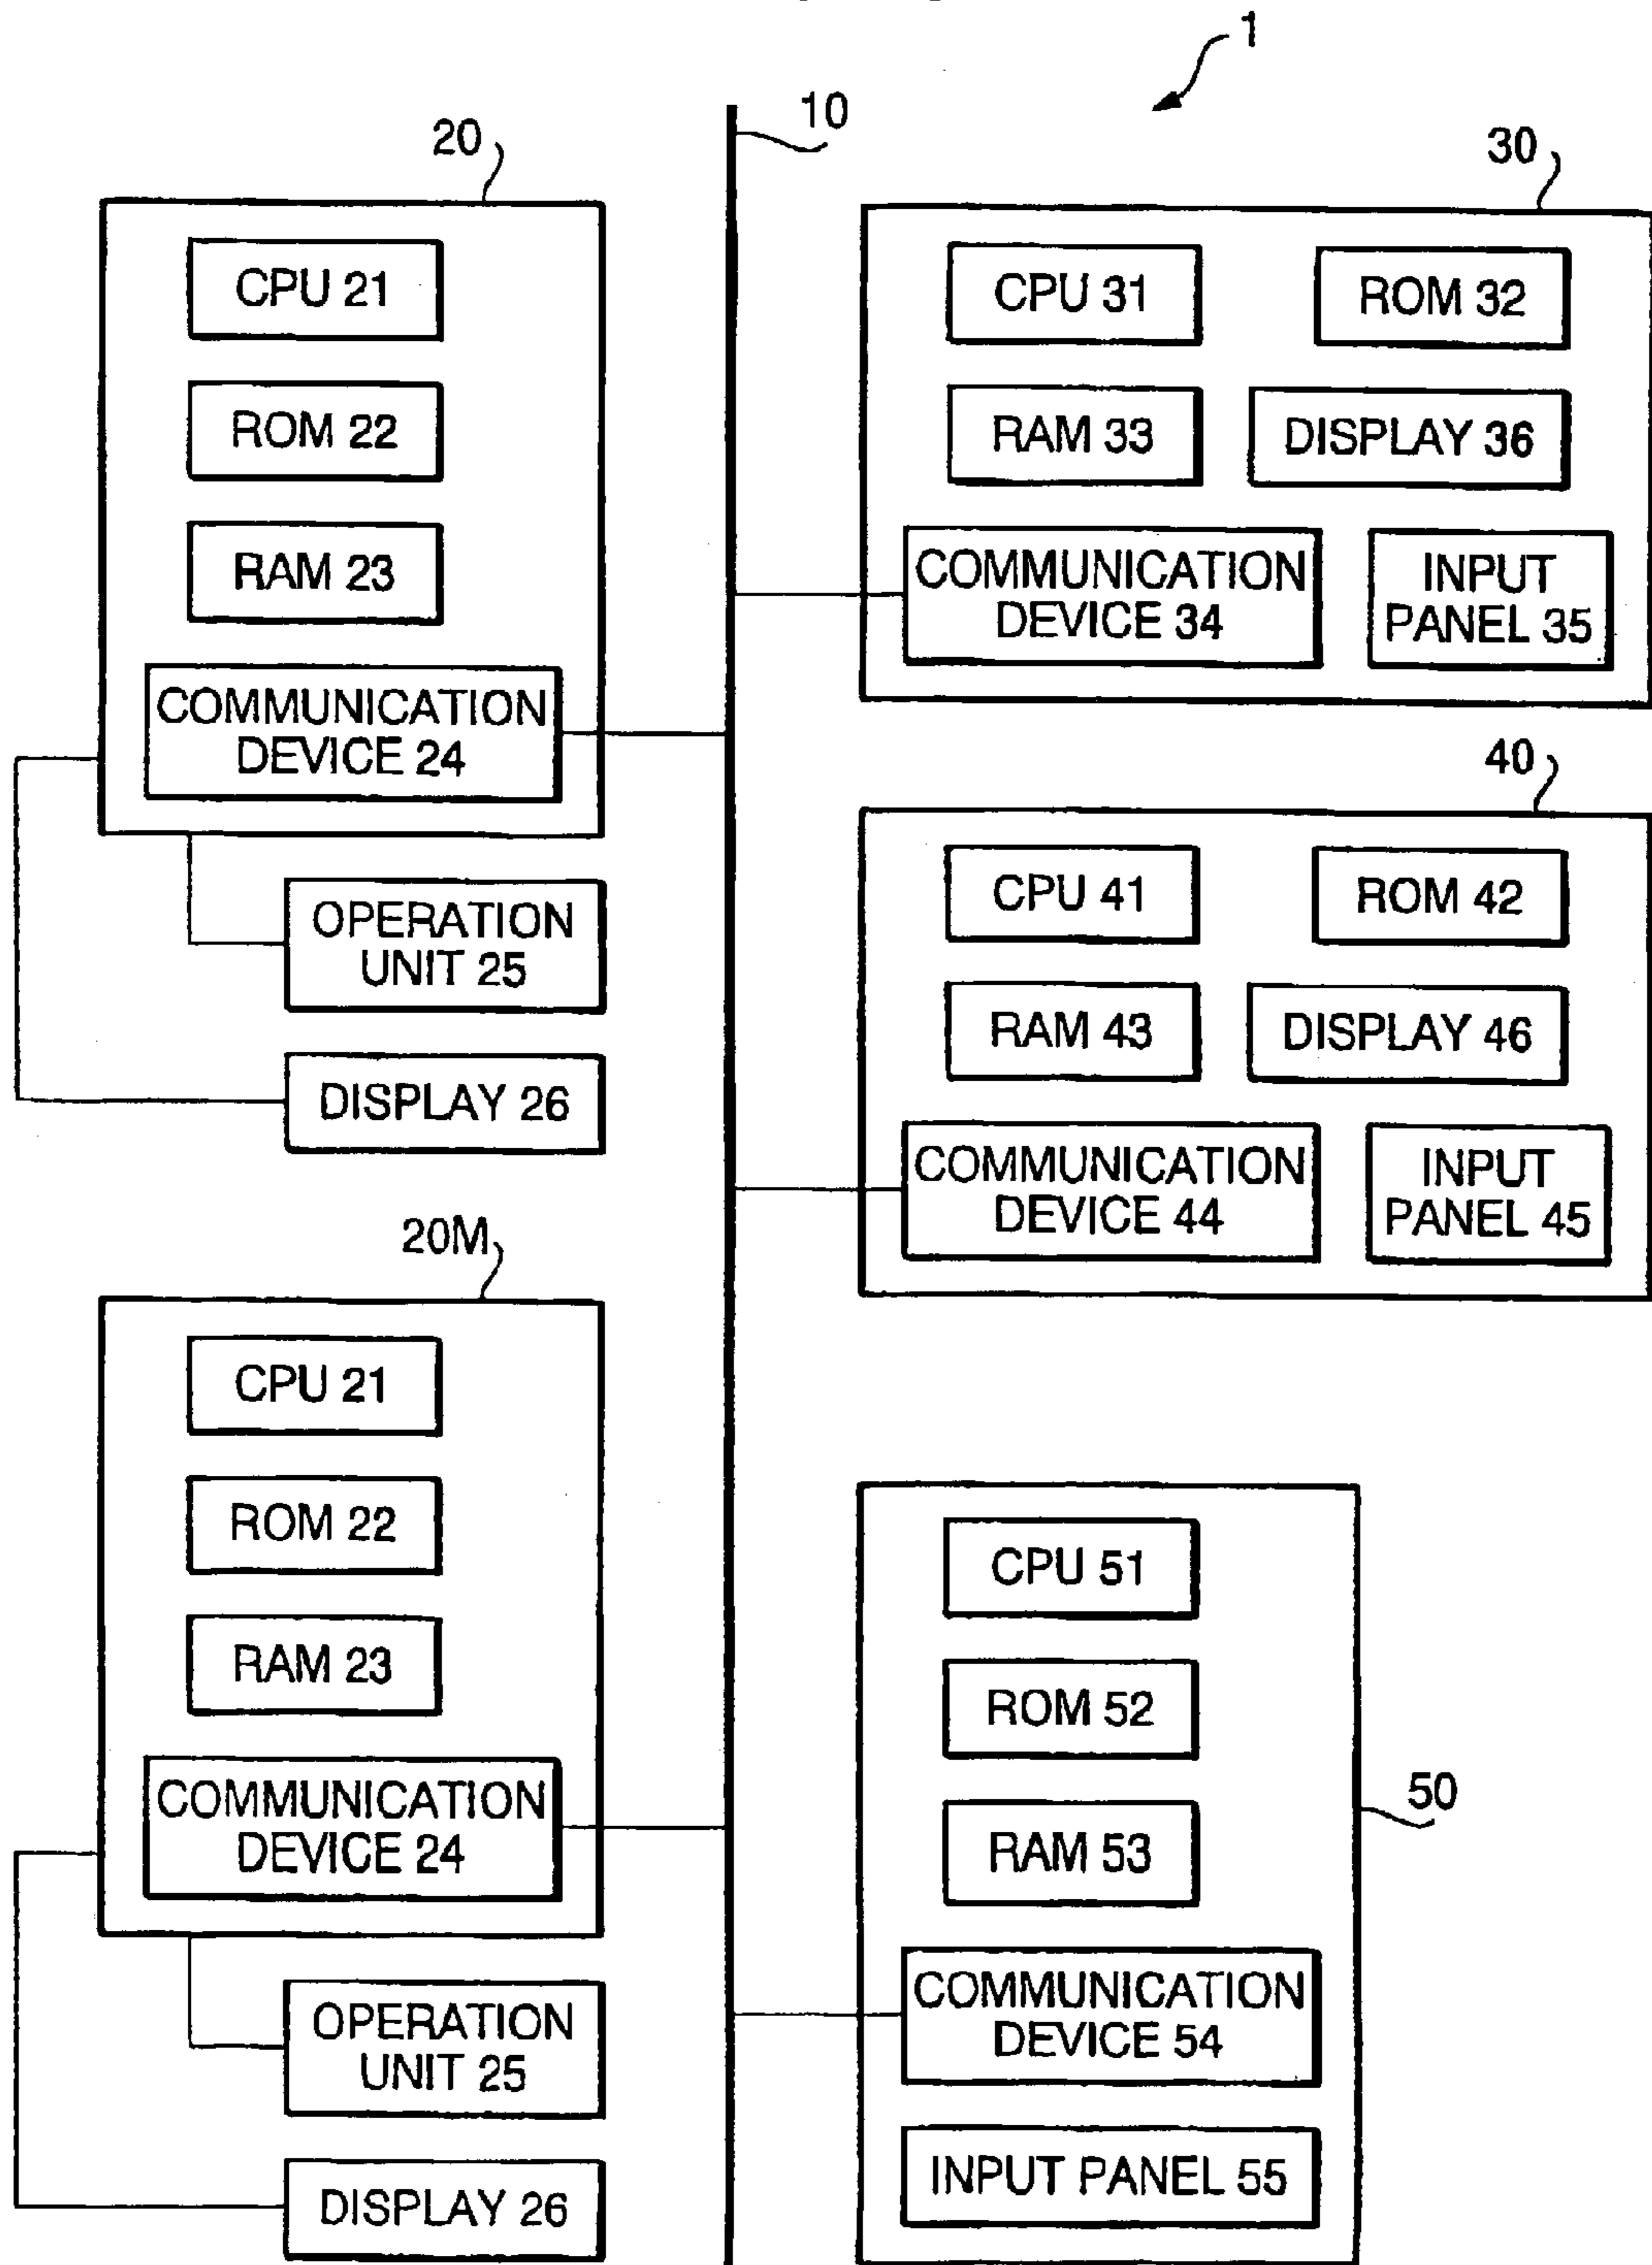 1
10
20
CPU 21
ROM 22
RAM 23
COMMUNICATION
DEVICE 24
OPERATION
UNIT 25
DISPLAY 26
30
CPU 31
ROM 32
RAM 33
DISPLAY 36
COMMUNICATION
DEVICE 34
INPUT
PANEL 35
40
CPU 41
ROM 42
RAM 43
DISPLAY 46
COMMUNICATION
DEVICE 44
INPUT
PANEL 45
20M
CPU 21
ROM 22
RAM 23
COMMUNICATION
DEVICE 24
OPERATION
UNIT 25
DISPLAY 26
50
CPU 51
ROM 52
RAM 53
COMMUNICATION
DEVICE 54
INPUT PANEL 55